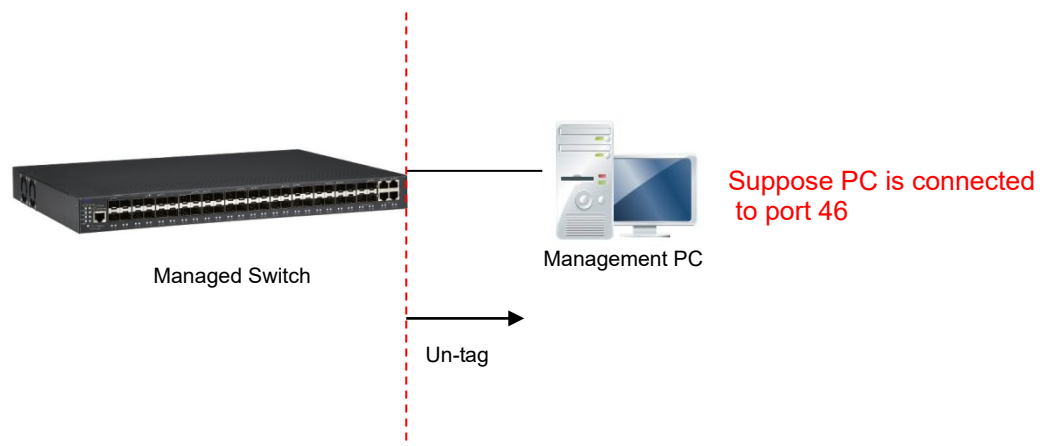 Suppose PC is connected
to port 46
Management PC
Managed Switch
Un-tag